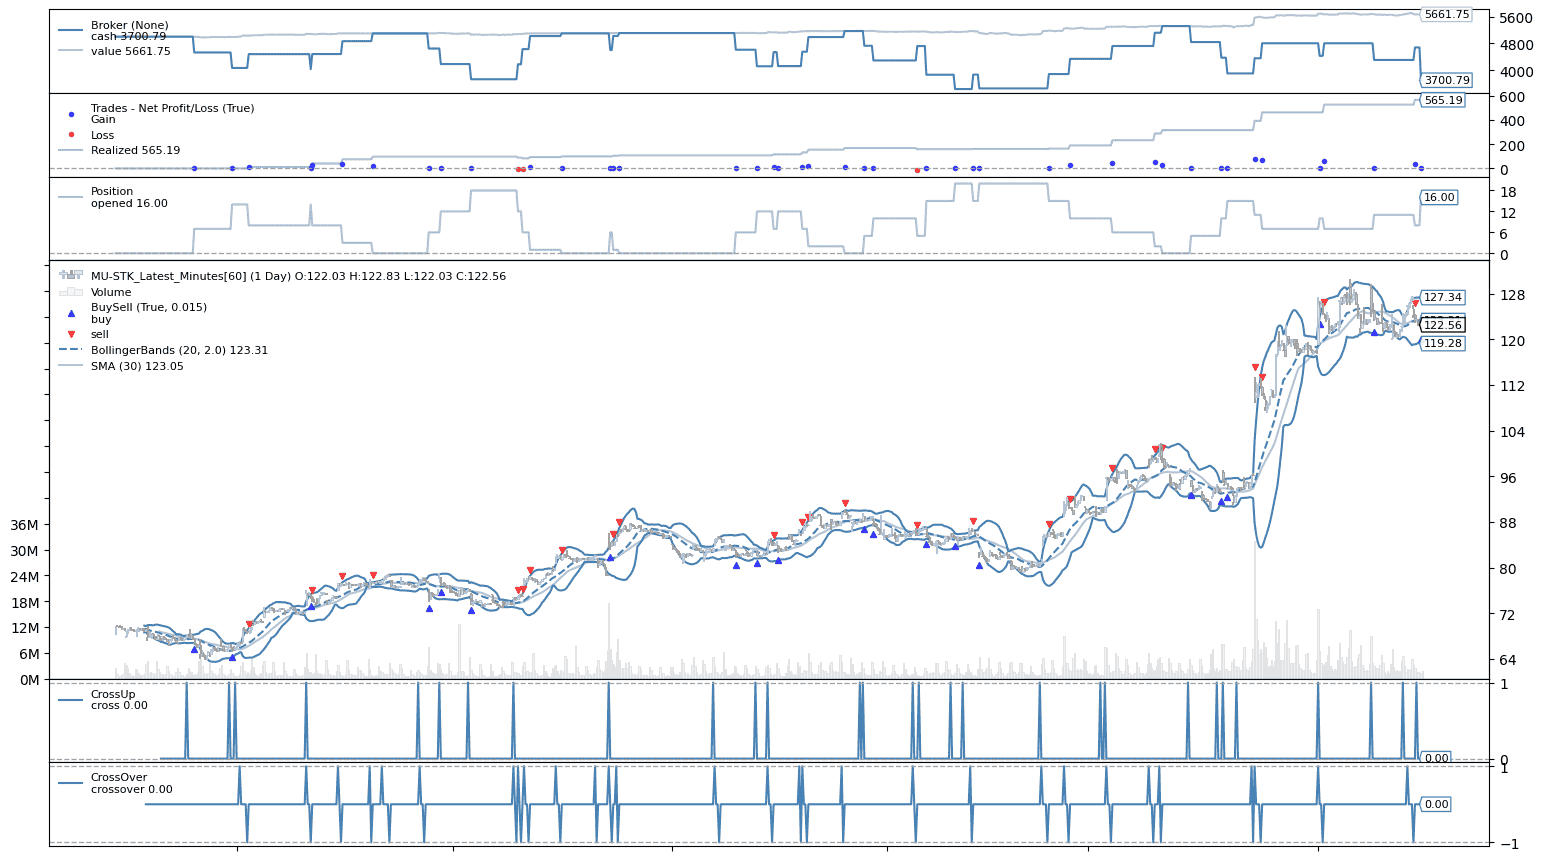 Broker (None)
cash 3700.79
value 5661.75
5661.75
5600
4800
4000
3700.79
Trades - Net Profit/Loss (True)
Gain
Loss
Realized 565.19
565.19
600
400
200
0
Position
opened 16.00
16.00
18
12
6
0
MU-STK_Latest_Minutes[60] (1 Day) O:122.03 H:122.83 L:122.03 C:122.56
Volume
BuySell (True, 0.015)
buy
sell
BollingerBands (20, 2.0) 123.31
SMA (30) 123.05
127.34
122.56
119.28
128
120
112
104
96
88
80
72
64
36M
30M
24M
18M
12M
6M
0M
CrossUp
cross 0.00
1
0.00
0
CrossOver
crossover 0.00
1
0.00
−1